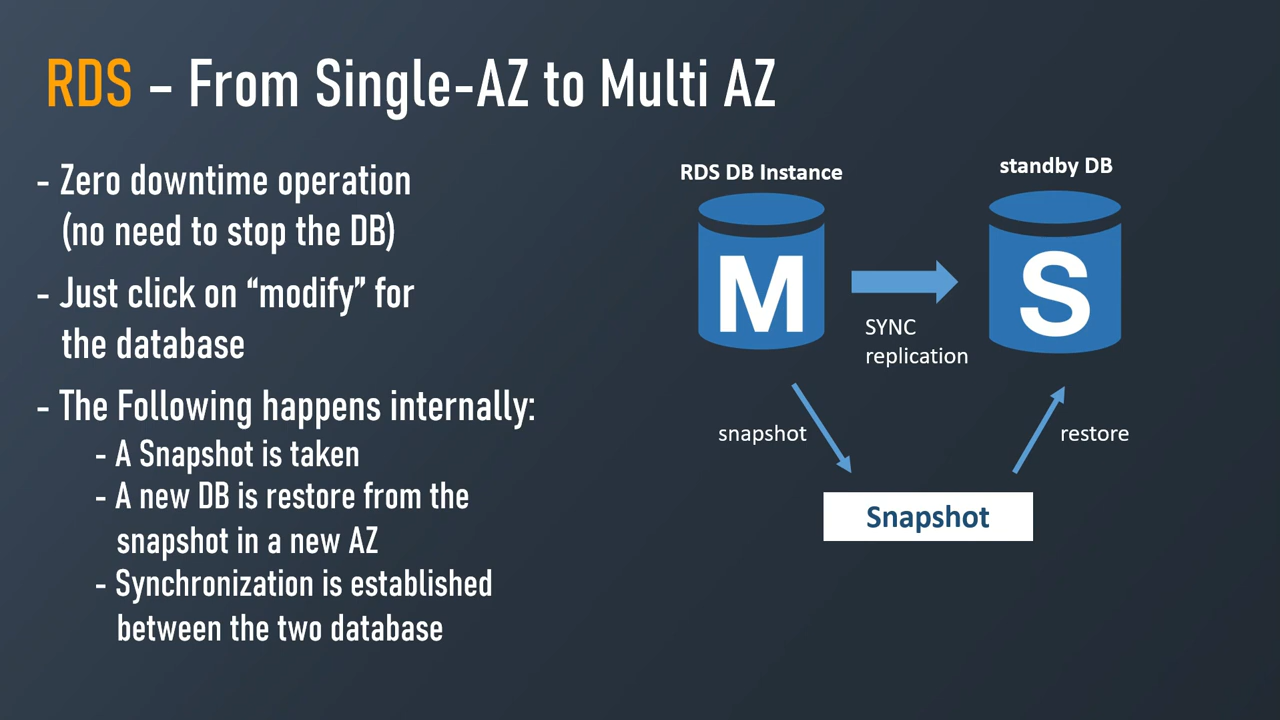 RDS – From Single-AZ to Multi AZ
- Zero downtime operation
(no need to stop the DB)
- Just click on “modify” for
the database
- The Following happens internally:
- A Snapshot is taken
- A new DB is restore from the
snapshot in a new AZ
- Synchronization is established
between the two database
RDS DB Instance
standby DB
M
S
SYNC
replication
snapshot
restore
Snapshot